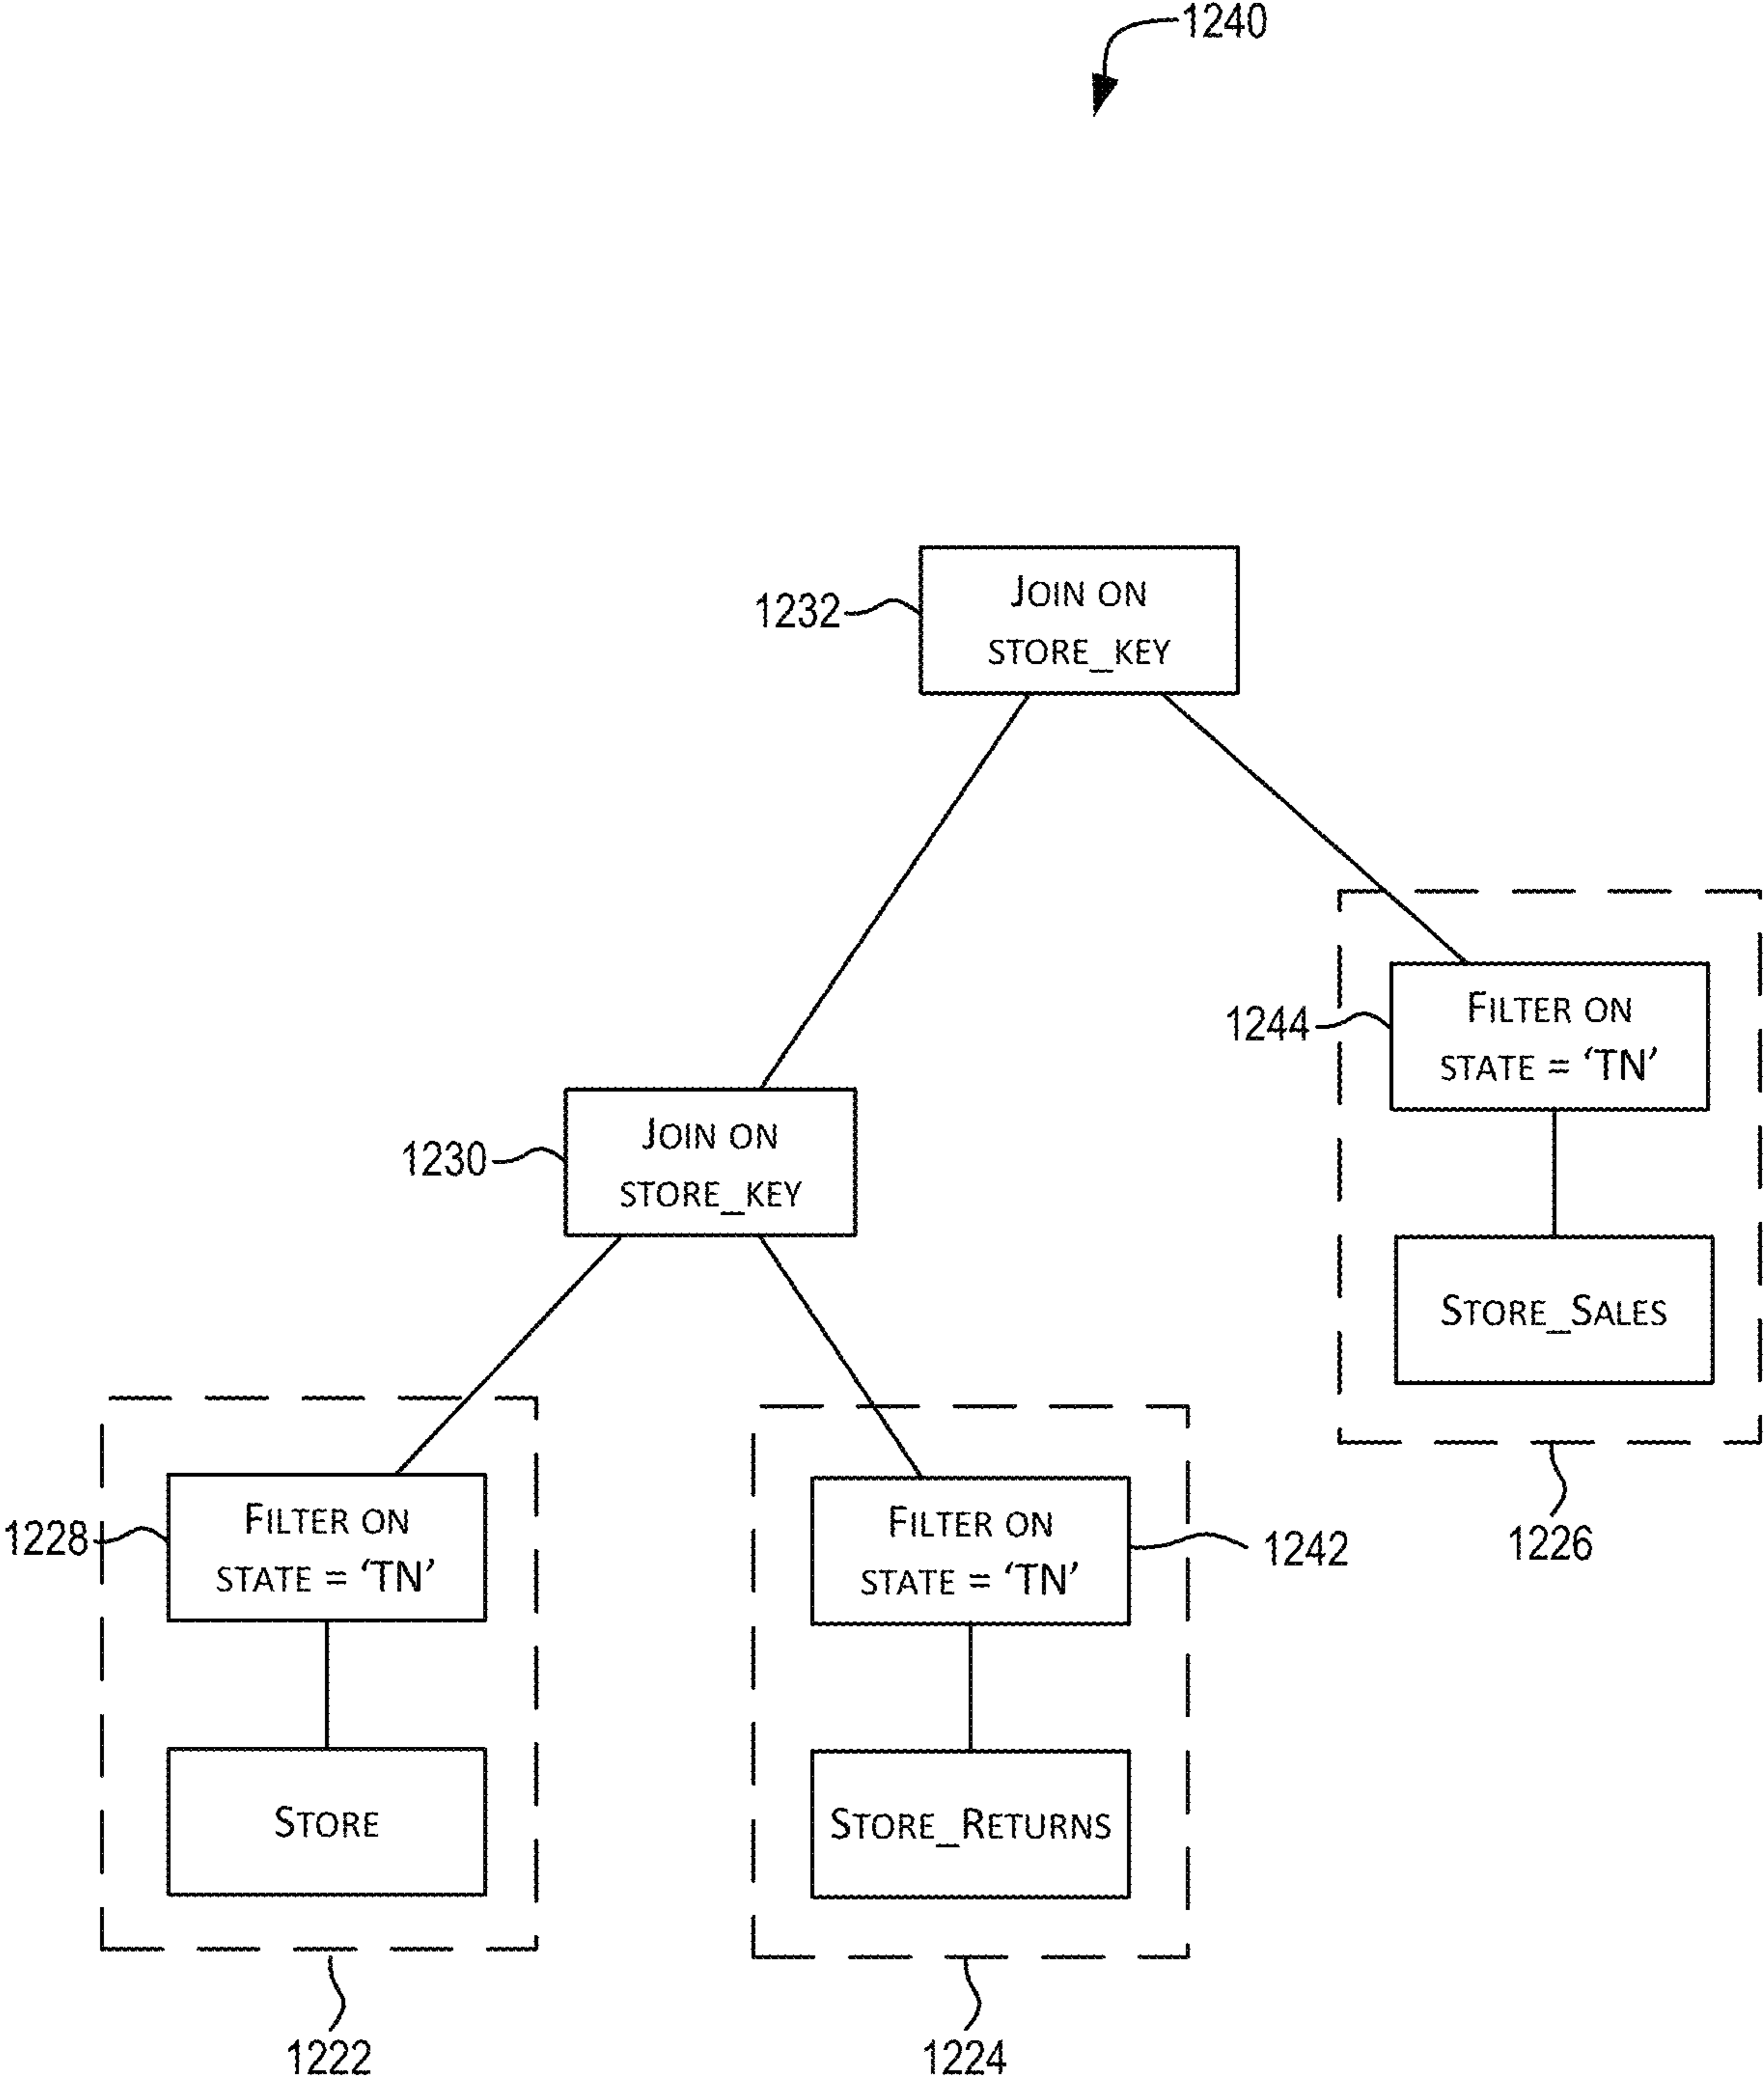 1240
1232
JOIN ON
STORE_KEY
1244
FILTER ON
STATE = ‘TN’
1230
JOIN ON
STORE_KEY
STORE_SALES
1228
FILTER ON
STATE = ‘TN’
FILTER ON
STATE = ‘TN’
1242
1226
STORE
STORE_RETURNS
1222
1224